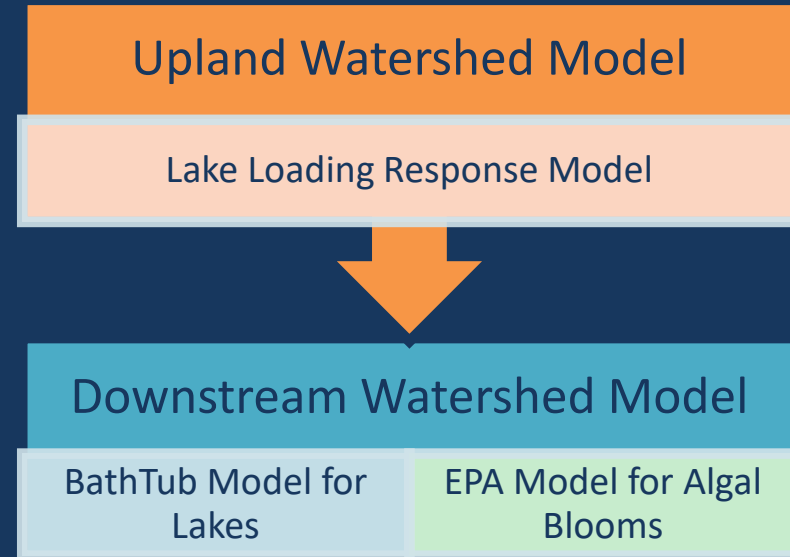 Upland Watershed Model
Lake Loading Response Model
Downstream Watershed Model
BathTub Model for
Lakes
EPA Model for Algal
Blooms